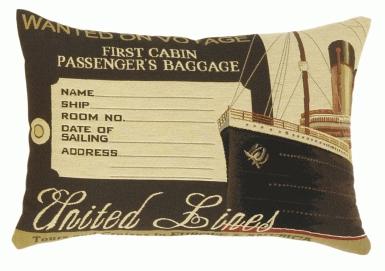 WANTED ON VOYAGE
FIRST CABIN
PASSENGER'S BAGGAGE
NAME
SHIP
ROOM NO.
DATE OF
SAILING
ADDRESS
United Lines